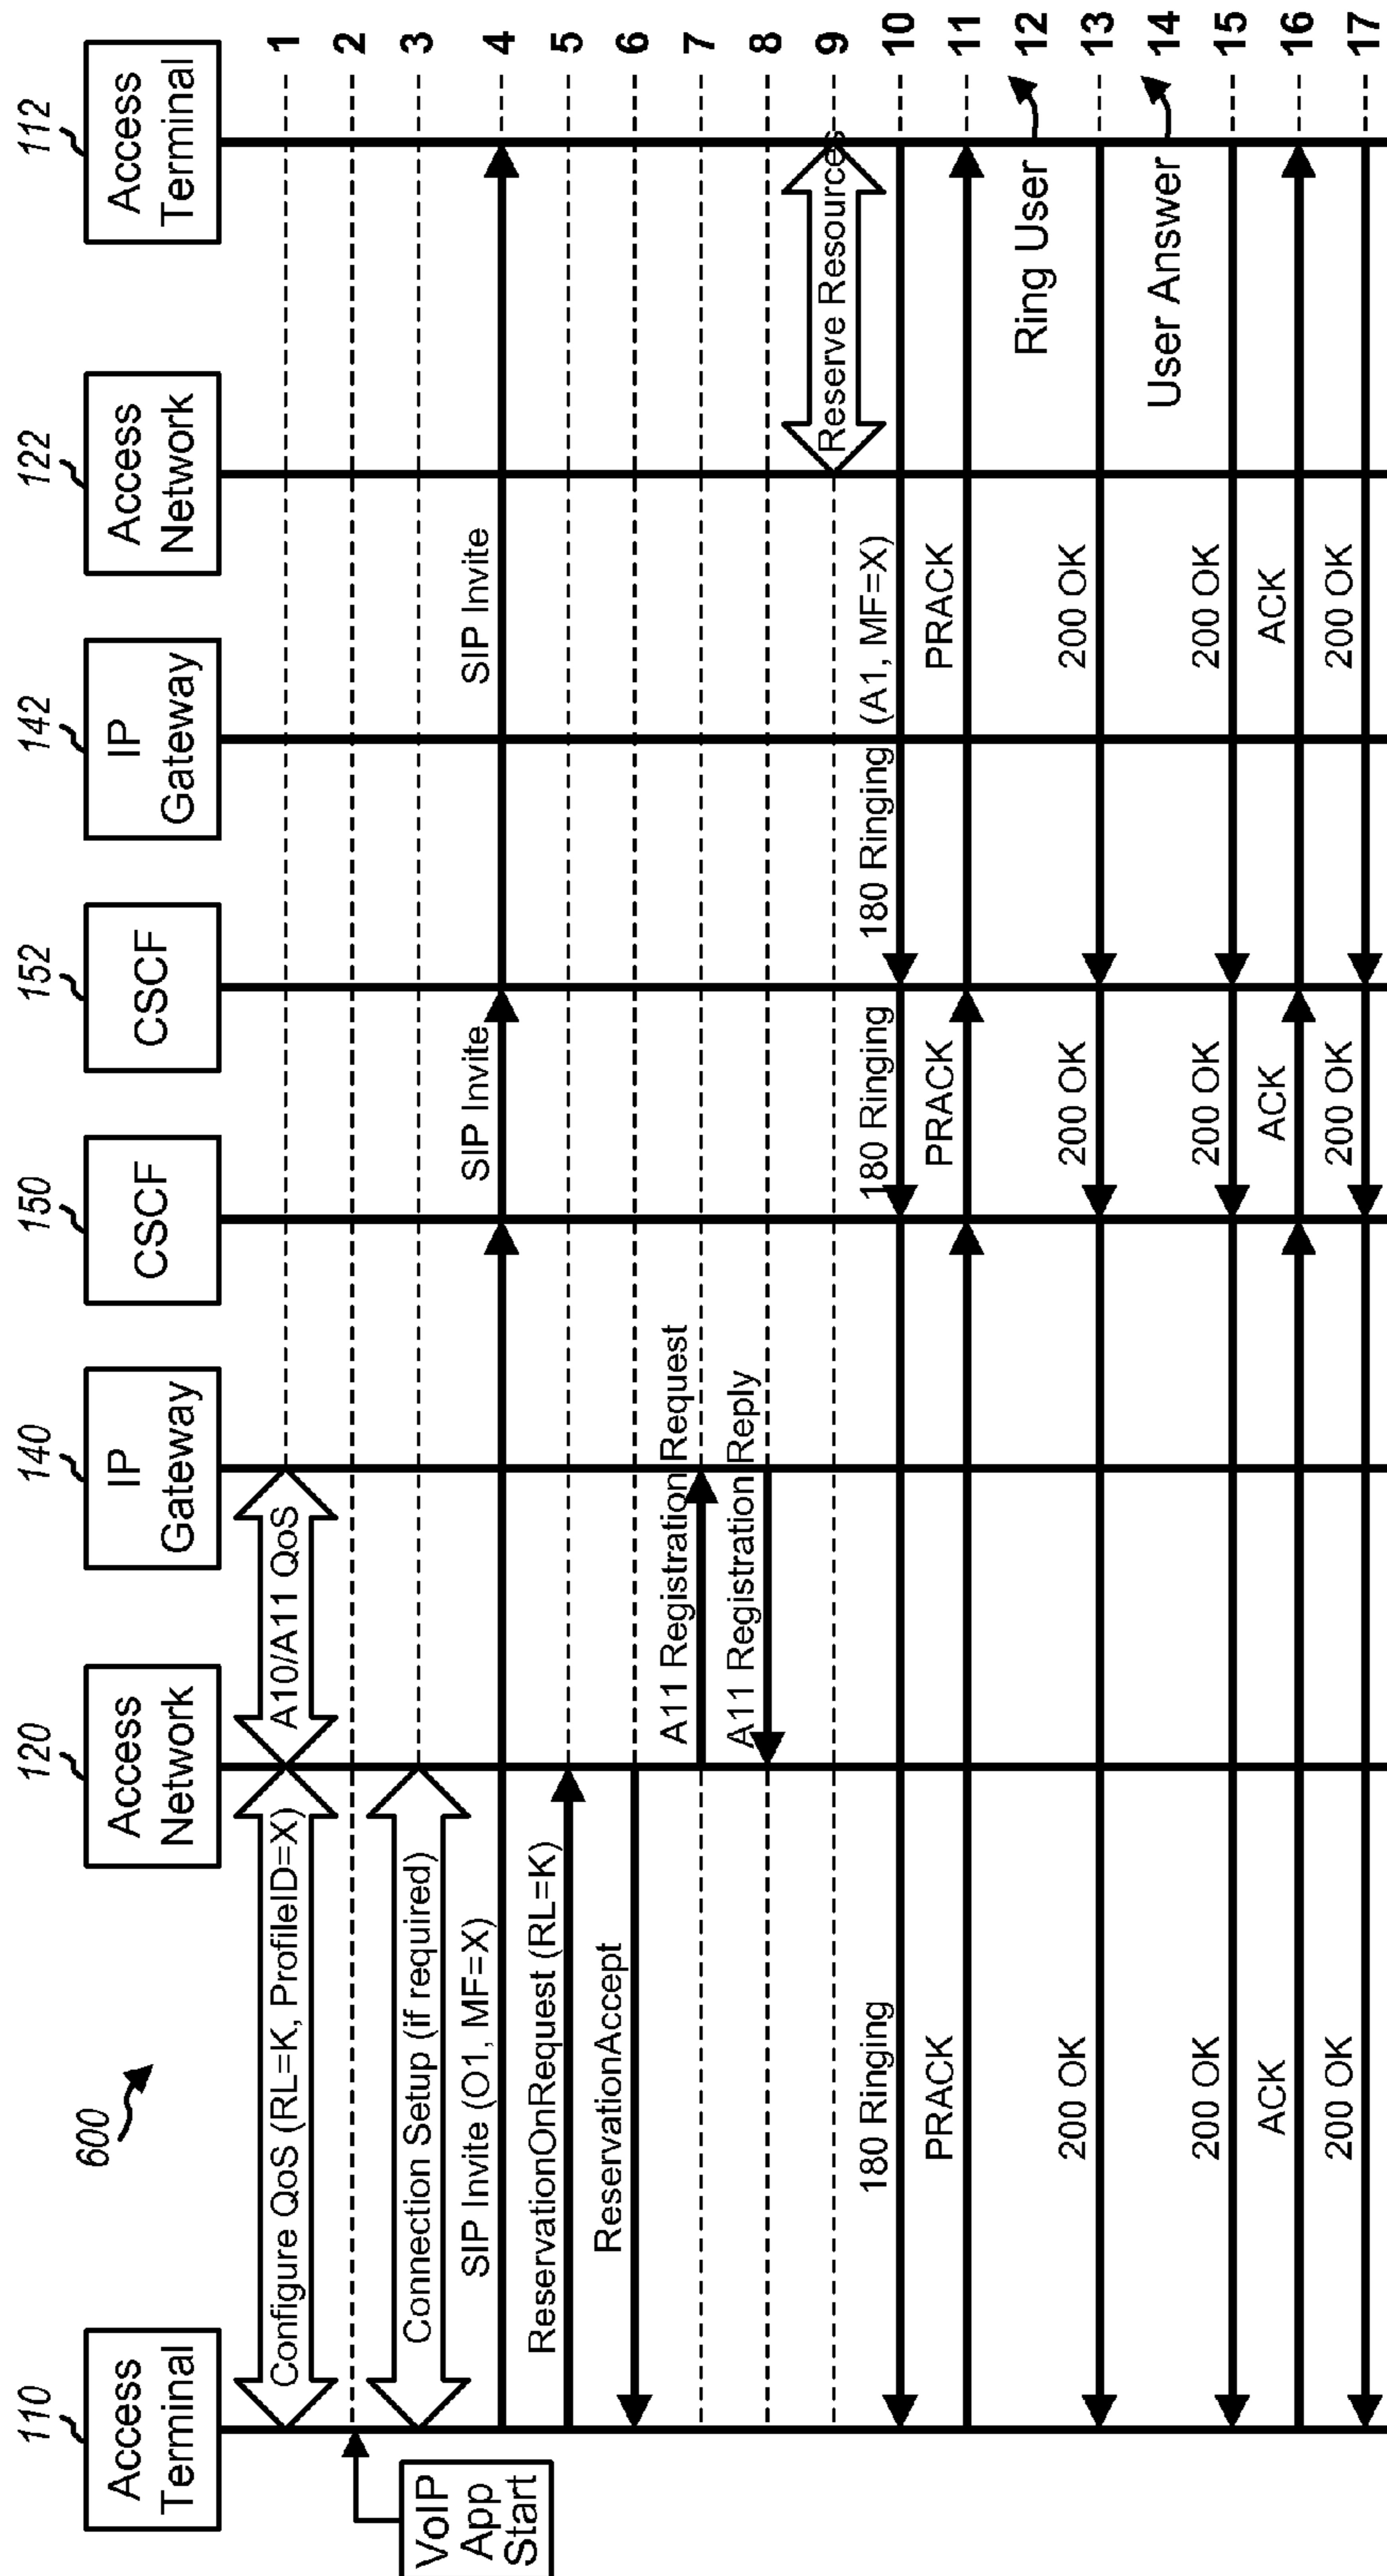 600
110
120
140
150
152
142
122
112
Access
Terminal
Access
Network
IP
Gateway
CSCF
CSCF
IP
Gateway
Access
Network
Access
Terminal
Configure QoS (RL=K, ProfileID=X)
A10/A11 QoS
1
VoIP
App
Start
2
Connection Setup (if required)
3
SIP Invite (O1, MF=X)
SIP Invite
SIP Invite
4
ReservationOnRequest (RL=K)
5
ReservationAccept
6
A11 Registration Request
7
A11 Registration Reply
8
Reserve Resources
9
180 Ringing
180 Ringing
180 Ringing (A1, MF=X)
10
PRACK
PRACK
PRACK
11
Ring User
12
200 OK
200 OK
200 OK
13
User Answer
14
200 OK
200 OK
200 OK
15
ACK
ACK
ACK
16
200 OK
200 OK
200 OK
17